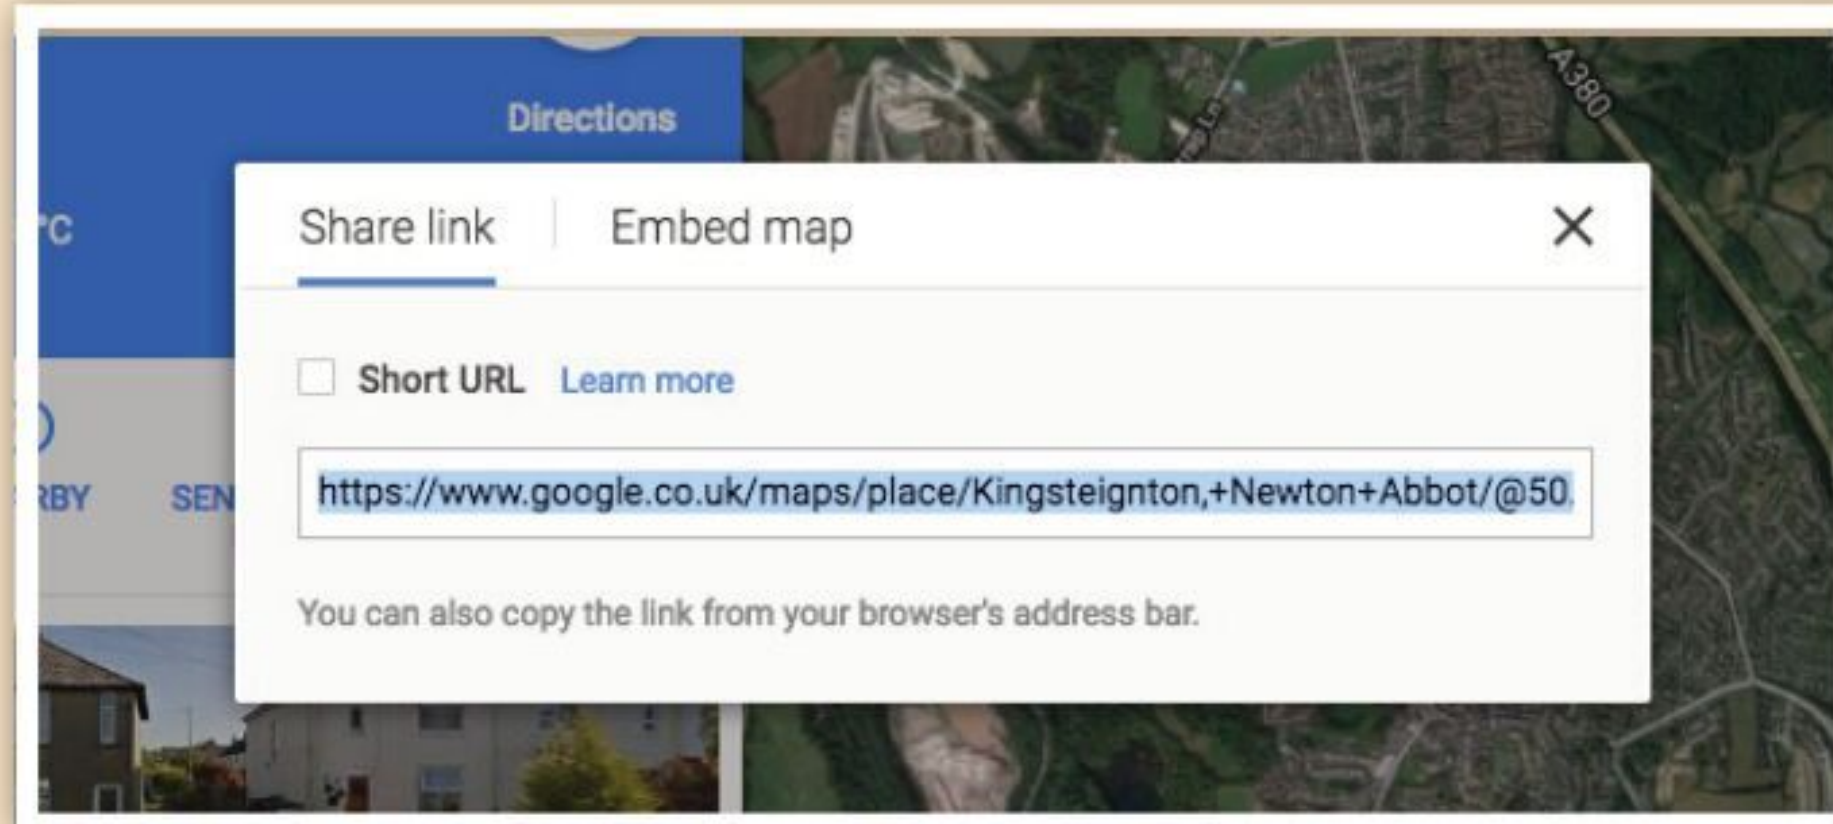 Directions
A380
Share link
Embed map
Short URL Learn more
https://www.google.co.uk/maps/place/Kingsteignton,+Newton+Abbot/@50.
You can also copy the link from your browser's address bar.